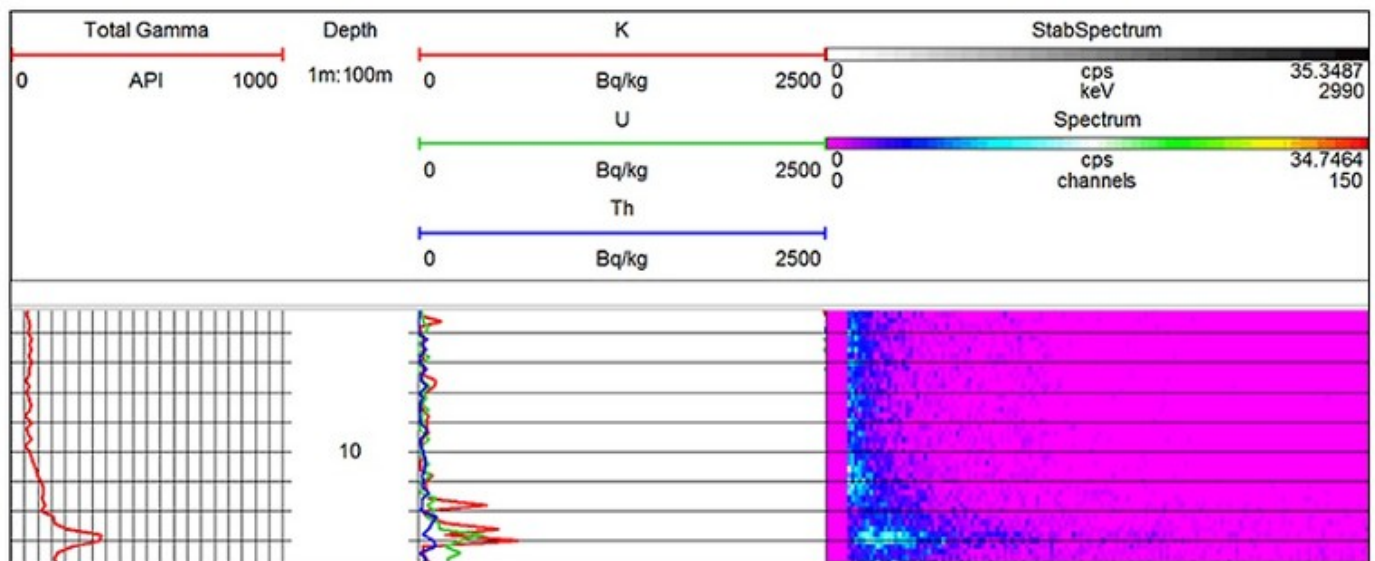 Total Gamma
0 API 1000
Depth
1m:100m
K
0 Bq/kg 2500
U
0 Bq/kg 2500
Th
0 Bq/kg 2500
StabSpectrum
0 cps 35.3487
0 keV 2990
Spectrum
0 cps 34.7464
0 channels 150
10